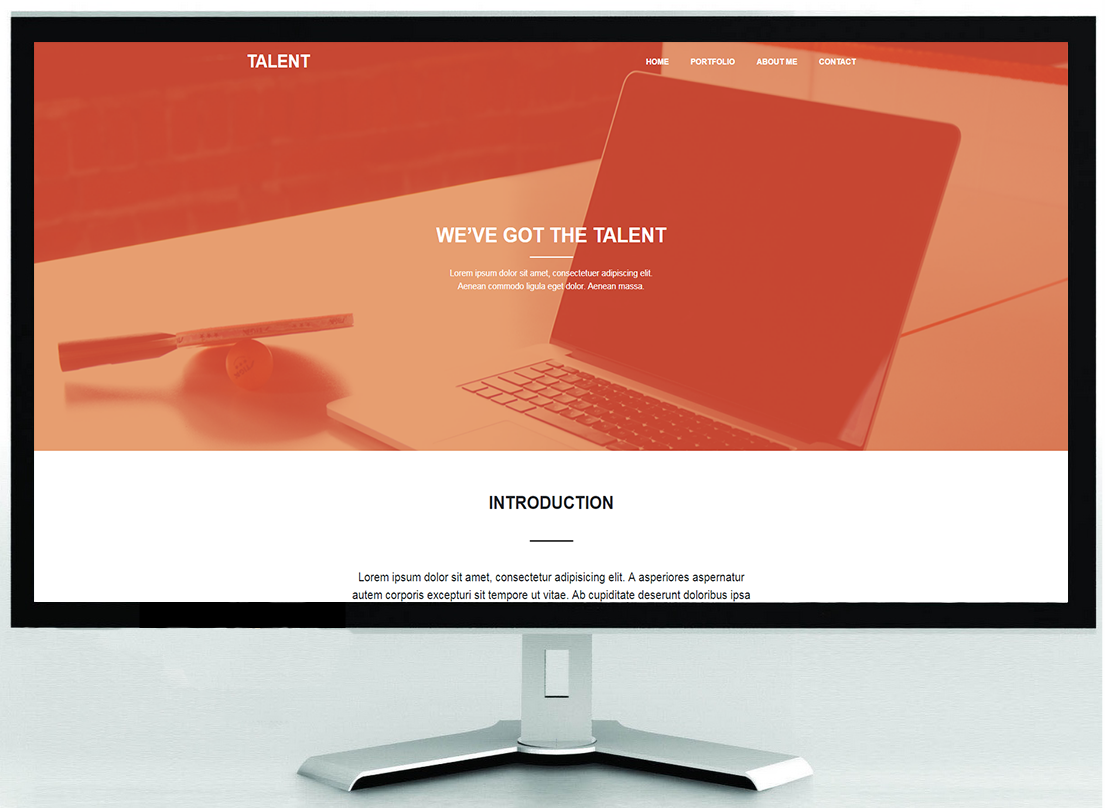 TALENT
HOME PORTFOLIO ABOUT ME CONTACT
WE’VE GOT THE TALENT
Lorem ipsum dolor sit amet, consectetuer adipiscing elit.
Aenean commodo ligula eget dolor. Aenean massa.
INTRODUCTION
Lorem ipsum dolor sit amet, consectetur adipisicing elit. A asperiores aspernatur
autem corporis excepturi sit tempore ut vitae. Ab cupiditate deserunt doloribus ipsa